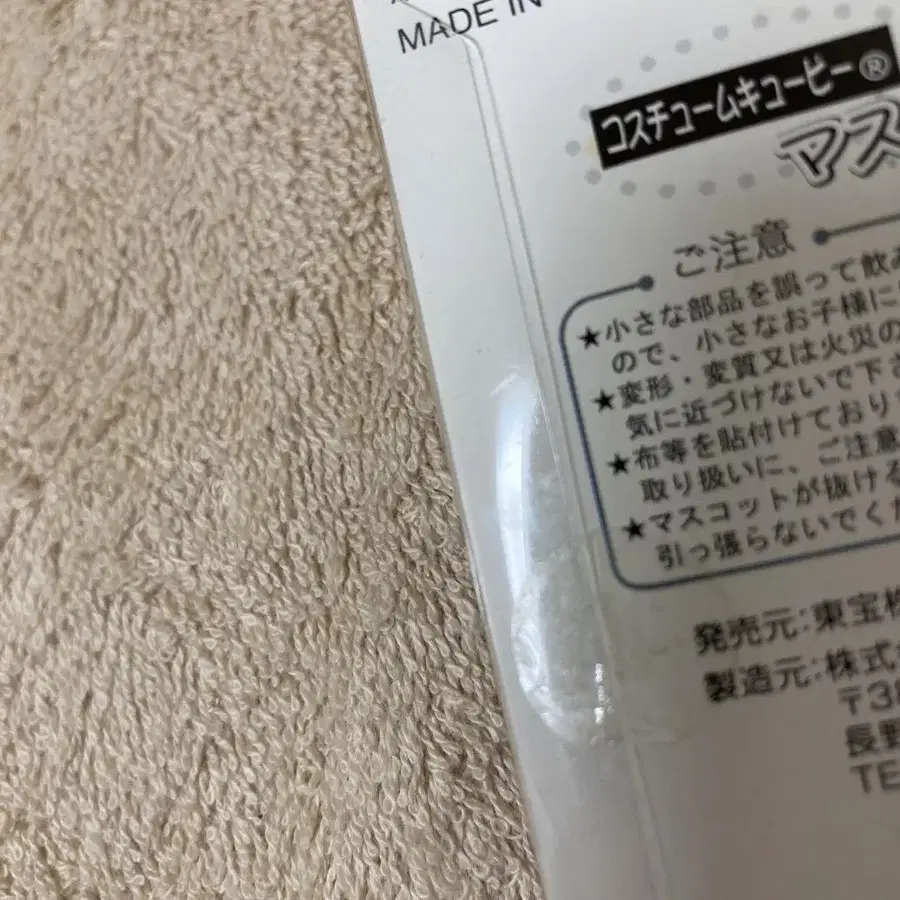 MADE IN
コスチュームキューピー®
マス
ご注意
★小さな部品を誤って飲み
ので、小さなお子様に
★変形・変質又は火災の
気に近づけないで下さ
★布等を貼付けており
取り扱いに、ご注意
★マスコットが抜ける
引っ張らないでくだ
発売元:東宝株
製造元:株式会
〒38
長野
TE